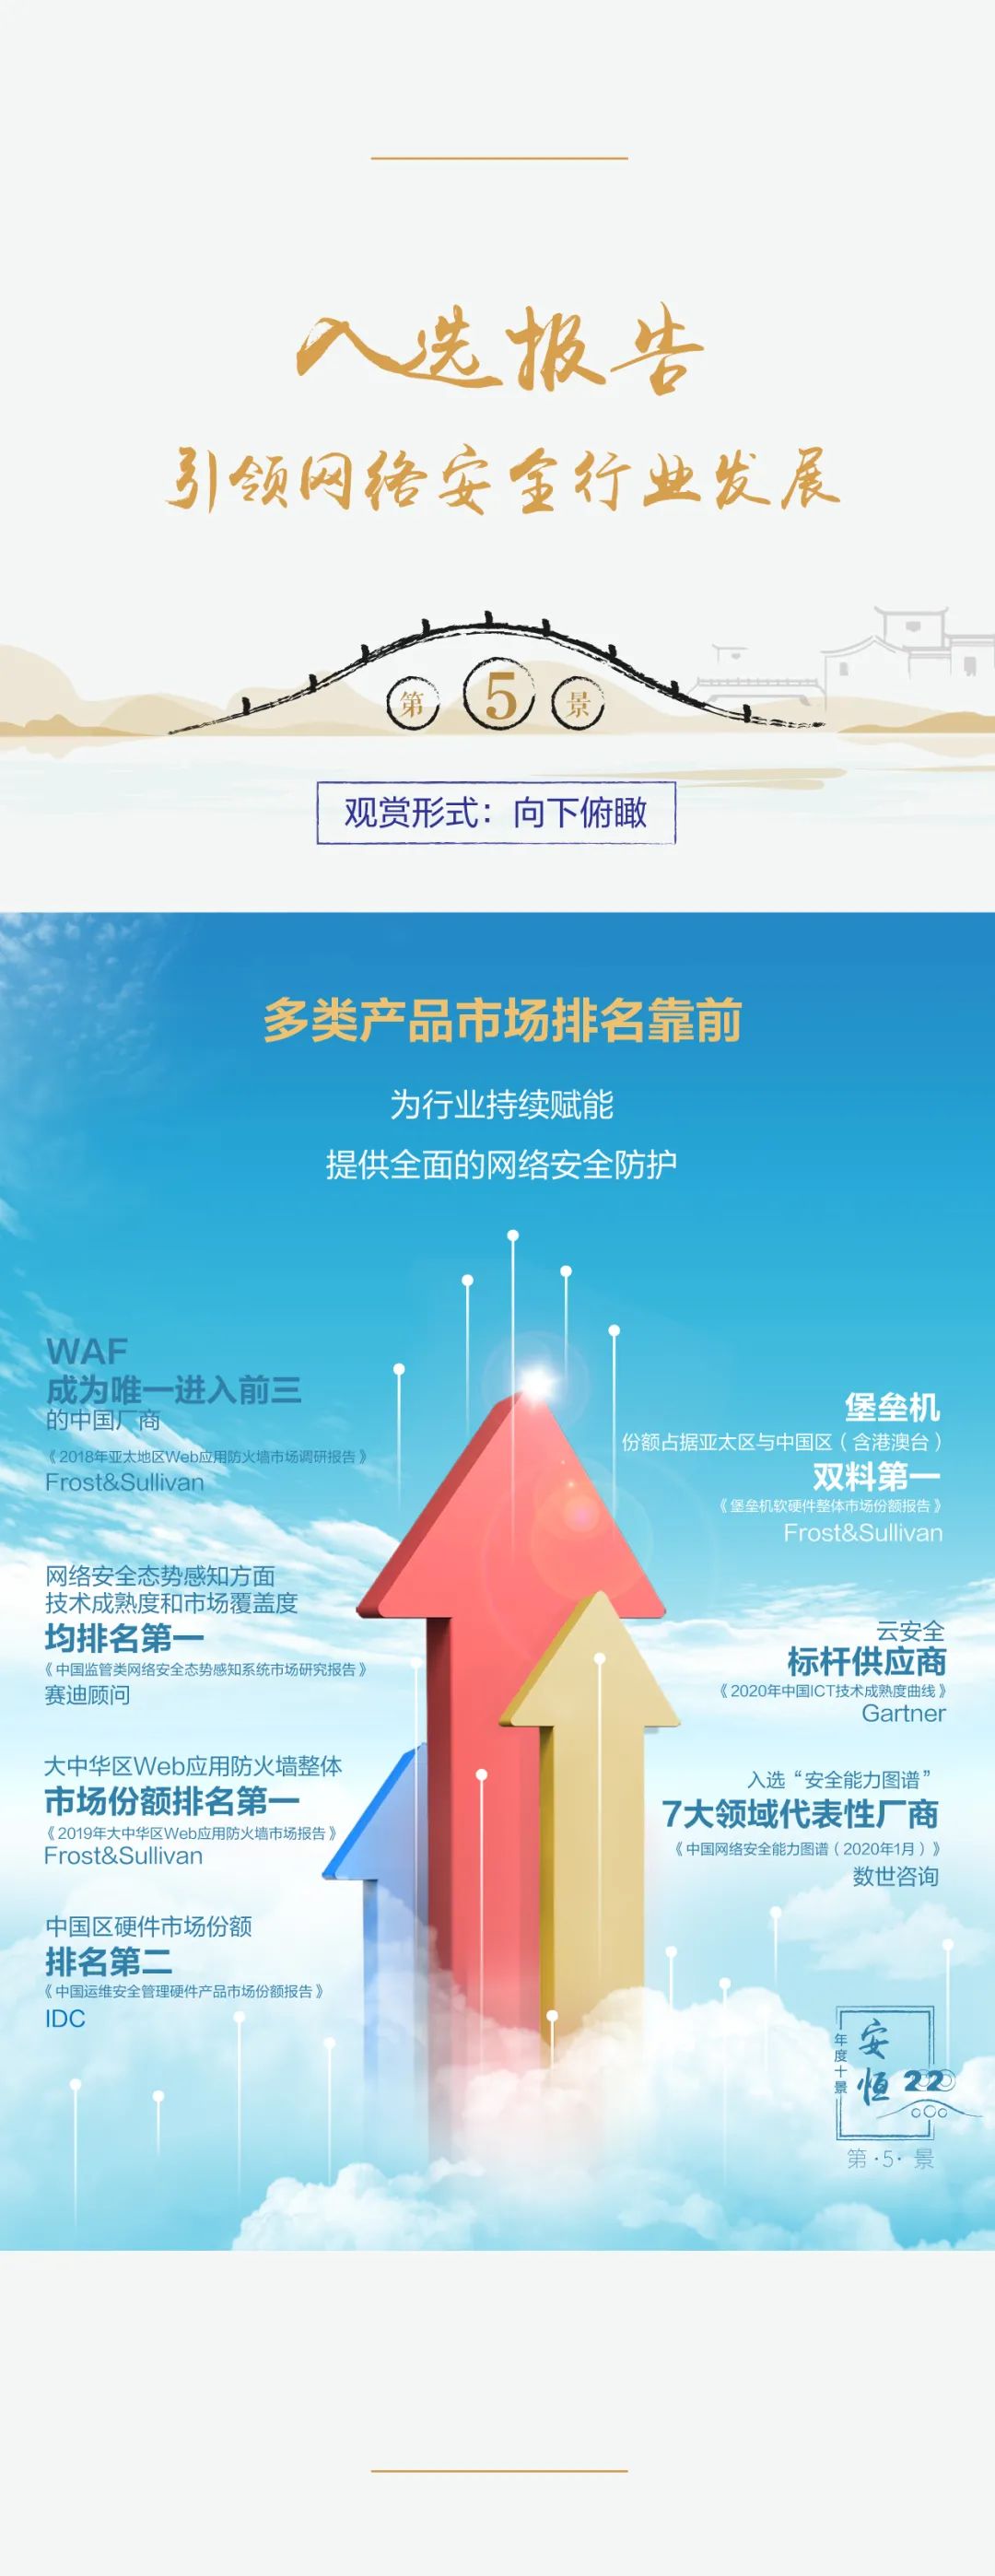 入选报告
引领网络安全行业发展
第 5 景
观赏形式：向下俯瞰
多类产品市场排名靠前
为行业持续赋能
提供全面的网络安全防护
WAF
成为唯一进入前三
的中国厂商
《2018年亚太地区Web应用防火墙市场调研报告》
Frost&Sullivan
网络安全态势感知方面
技术成熟度和市场覆盖度
均排名第一
《中国监管类网络安全态势感知系统市场研究报告》
赛迪顾问
大中华区Web应用防火墙整体
市场份额排名第一
《2019年大中华区Web应用防火墙市场报告》
Frost&Sullivan
中国区硬件市场份额
排名第二
《中国运维安全管理硬件产品市场份额报告》
IDC
堡垒机
份额占据亚太区与中国区（含港澳台）
双料第一
《堡垒机软硬件整体市场份额报告》
Frost&Sullivan
云安全
标杆供应商
《2020年中国ICT技术成熟度曲线》
Gartner
入选“安全能力图谱”
7大领域代表性厂商
《中国网络安全能力图谱（2020年1月）》
数世咨询
年度十景
安恒
第·5·景